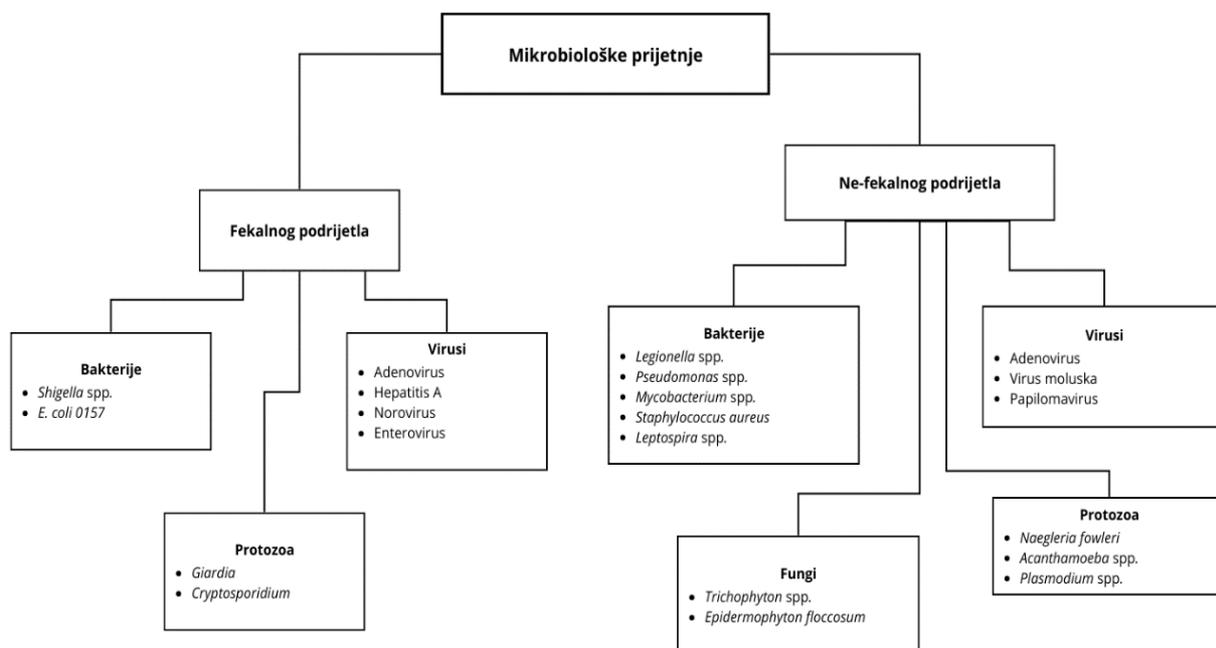 Mikrobiološke prijetnje
Fekalnog podrijetla
Bakterije
• Shigella spp.
• E. coli 0157
Virusi
• Adenovirus
• Hepatitis A
• Norovirus
• Enterovirus
Protozoa
• Giardia
• Cryptosporidium
Ne-fekalnog podrijetla
Bakterije
• Legionella spp.
• Pseudomonas spp.
• Mycobacterium spp.
• Staphylococcus aureus
• Leptospira spp.
Virusi
• Adenovirus
• Virus moluska
• Papilomavirus
Fungi
• Trichophyton spp.
• Epidermophyton floccosum
Protozoa
• Naegleria fowleri
• Acanthamoeba spp.
• Plasmodium spp.